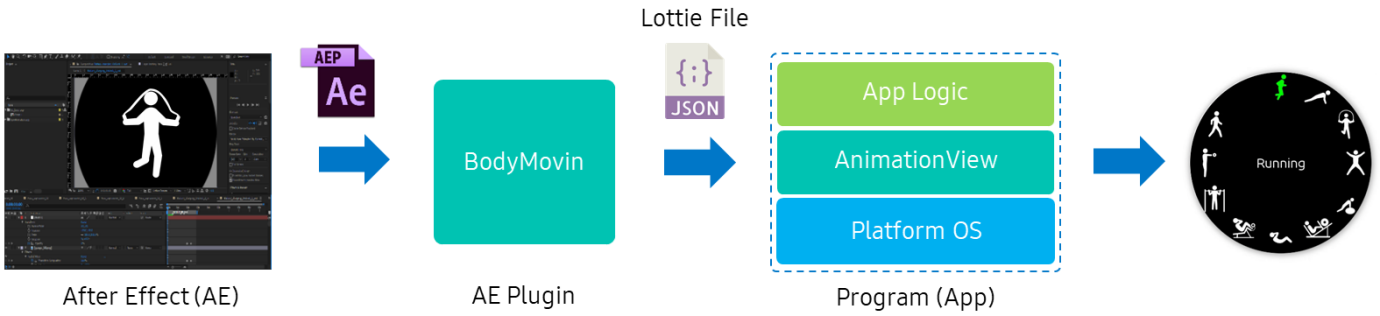 Lottie File
AEP
Ae
{;}
JSON
BodyMovin
App Logic
AnimationView
Platform OS
Running
After Effect (AE)
AE Plugin
Program (App)